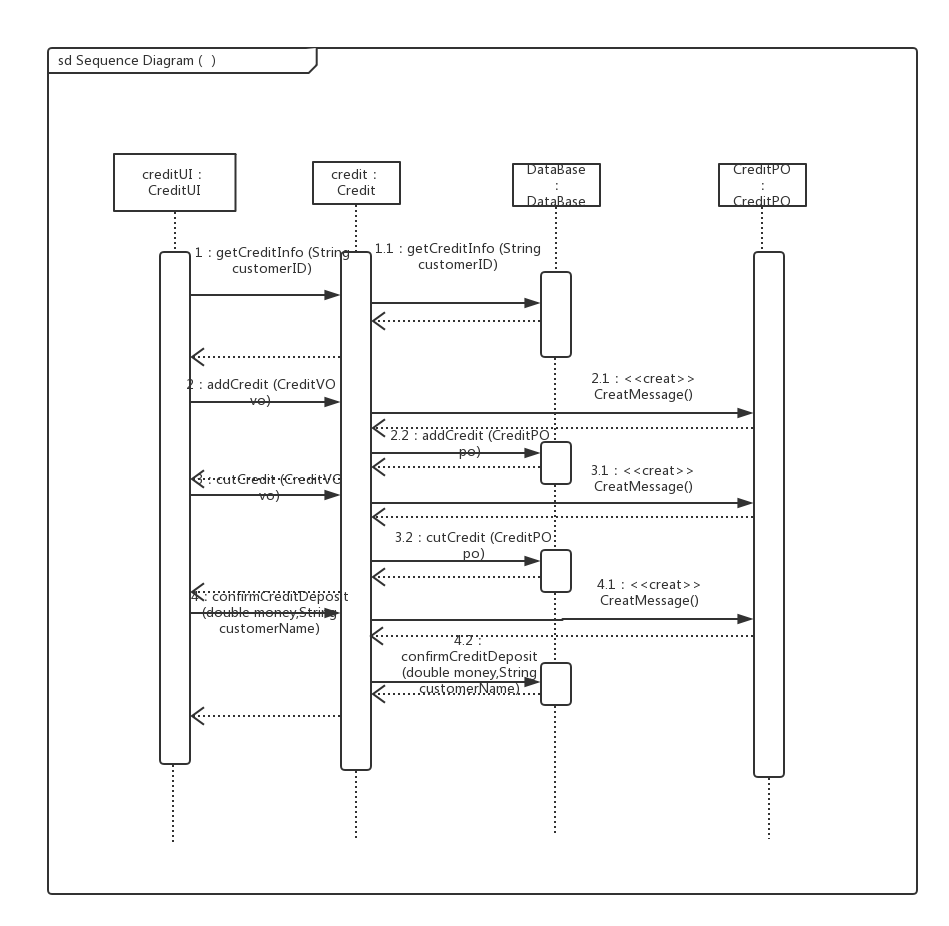 sd Sequence Diagram (  )
creditUI :
CreditUI
credit :
Credit
DataBase
:
DataBase
CreditPO
:
CreditPO
1 : getCreditInfo (String
customerID)
1.1 : getCreditInfo (String
customerID)
2 : addCredit (CreditVO
vo)
2.1 : <<creat>>
CreatMessage()
2.2 : addCredit (CreditPO
po)
3 : cutCredit (CreditVO
vo)
3.1 : <<creat>>
CreatMessage()
3.2 : cutCredit (CreditPO
po)
4 : confirmCreditDeposit
(double money,String
customerName)
4.1 : <<creat>>
CreatMessage()
4.2 :
confirmCreditDeposit
(double money,String
customerName)